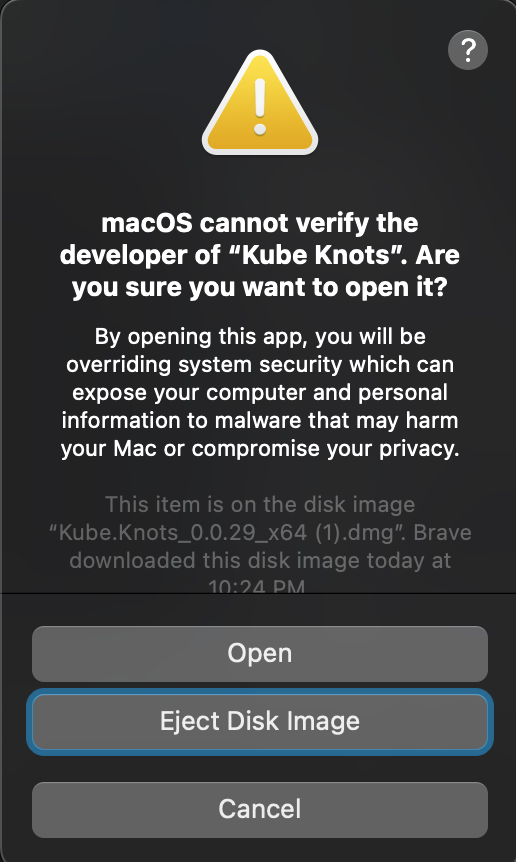 ?
macOS cannot verify the
developer of “Kube Knots”. Are
you sure you want to open it?
By opening this app, you will be
overriding system security which can
expose your computer and personal
information to malware that may harm
your Mac or compromise your privacy.
This item is on the disk image
“Kube.Knots_0.0.29_x64 (1).dmg”. Brave
downloaded this disk image today at
10:24 PM
Open
Eject Disk Image
Cancel